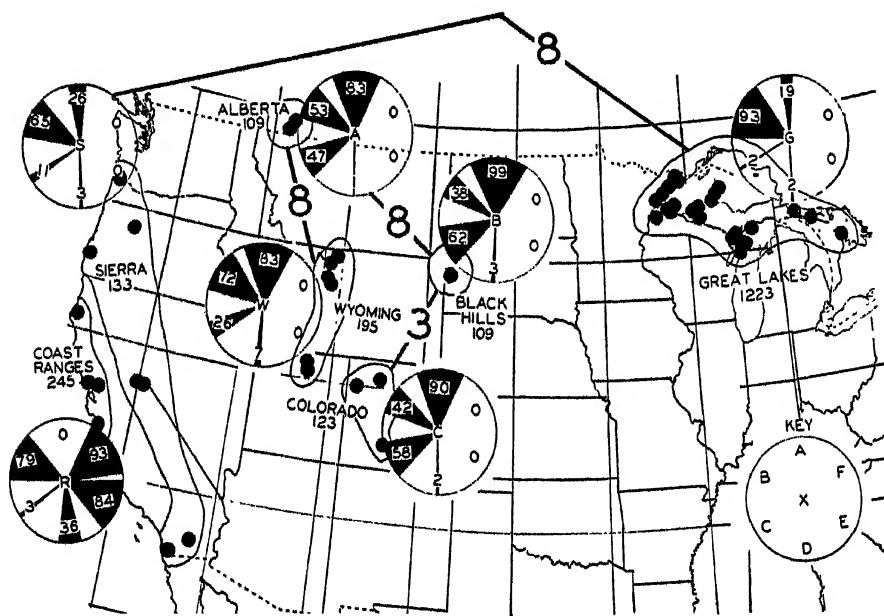 8
26
65
S
0
11
0
3
ALBERTA
109
53
83
A
0
47
0
19
93
G
0
2
0
2
8
8
99
38
B
0
62
0
3
SIERRA
133
83
72
W
0
26
0
2
WYOMING
195
BLACK
HILLS
109
GREAT LAKES
1223
3
COAST
RANGES
245
COLORADO
123
90
42
C
0
58
0
2
0
79
93
R
3
84
36
KEY
A
B
F
X
C
E
D